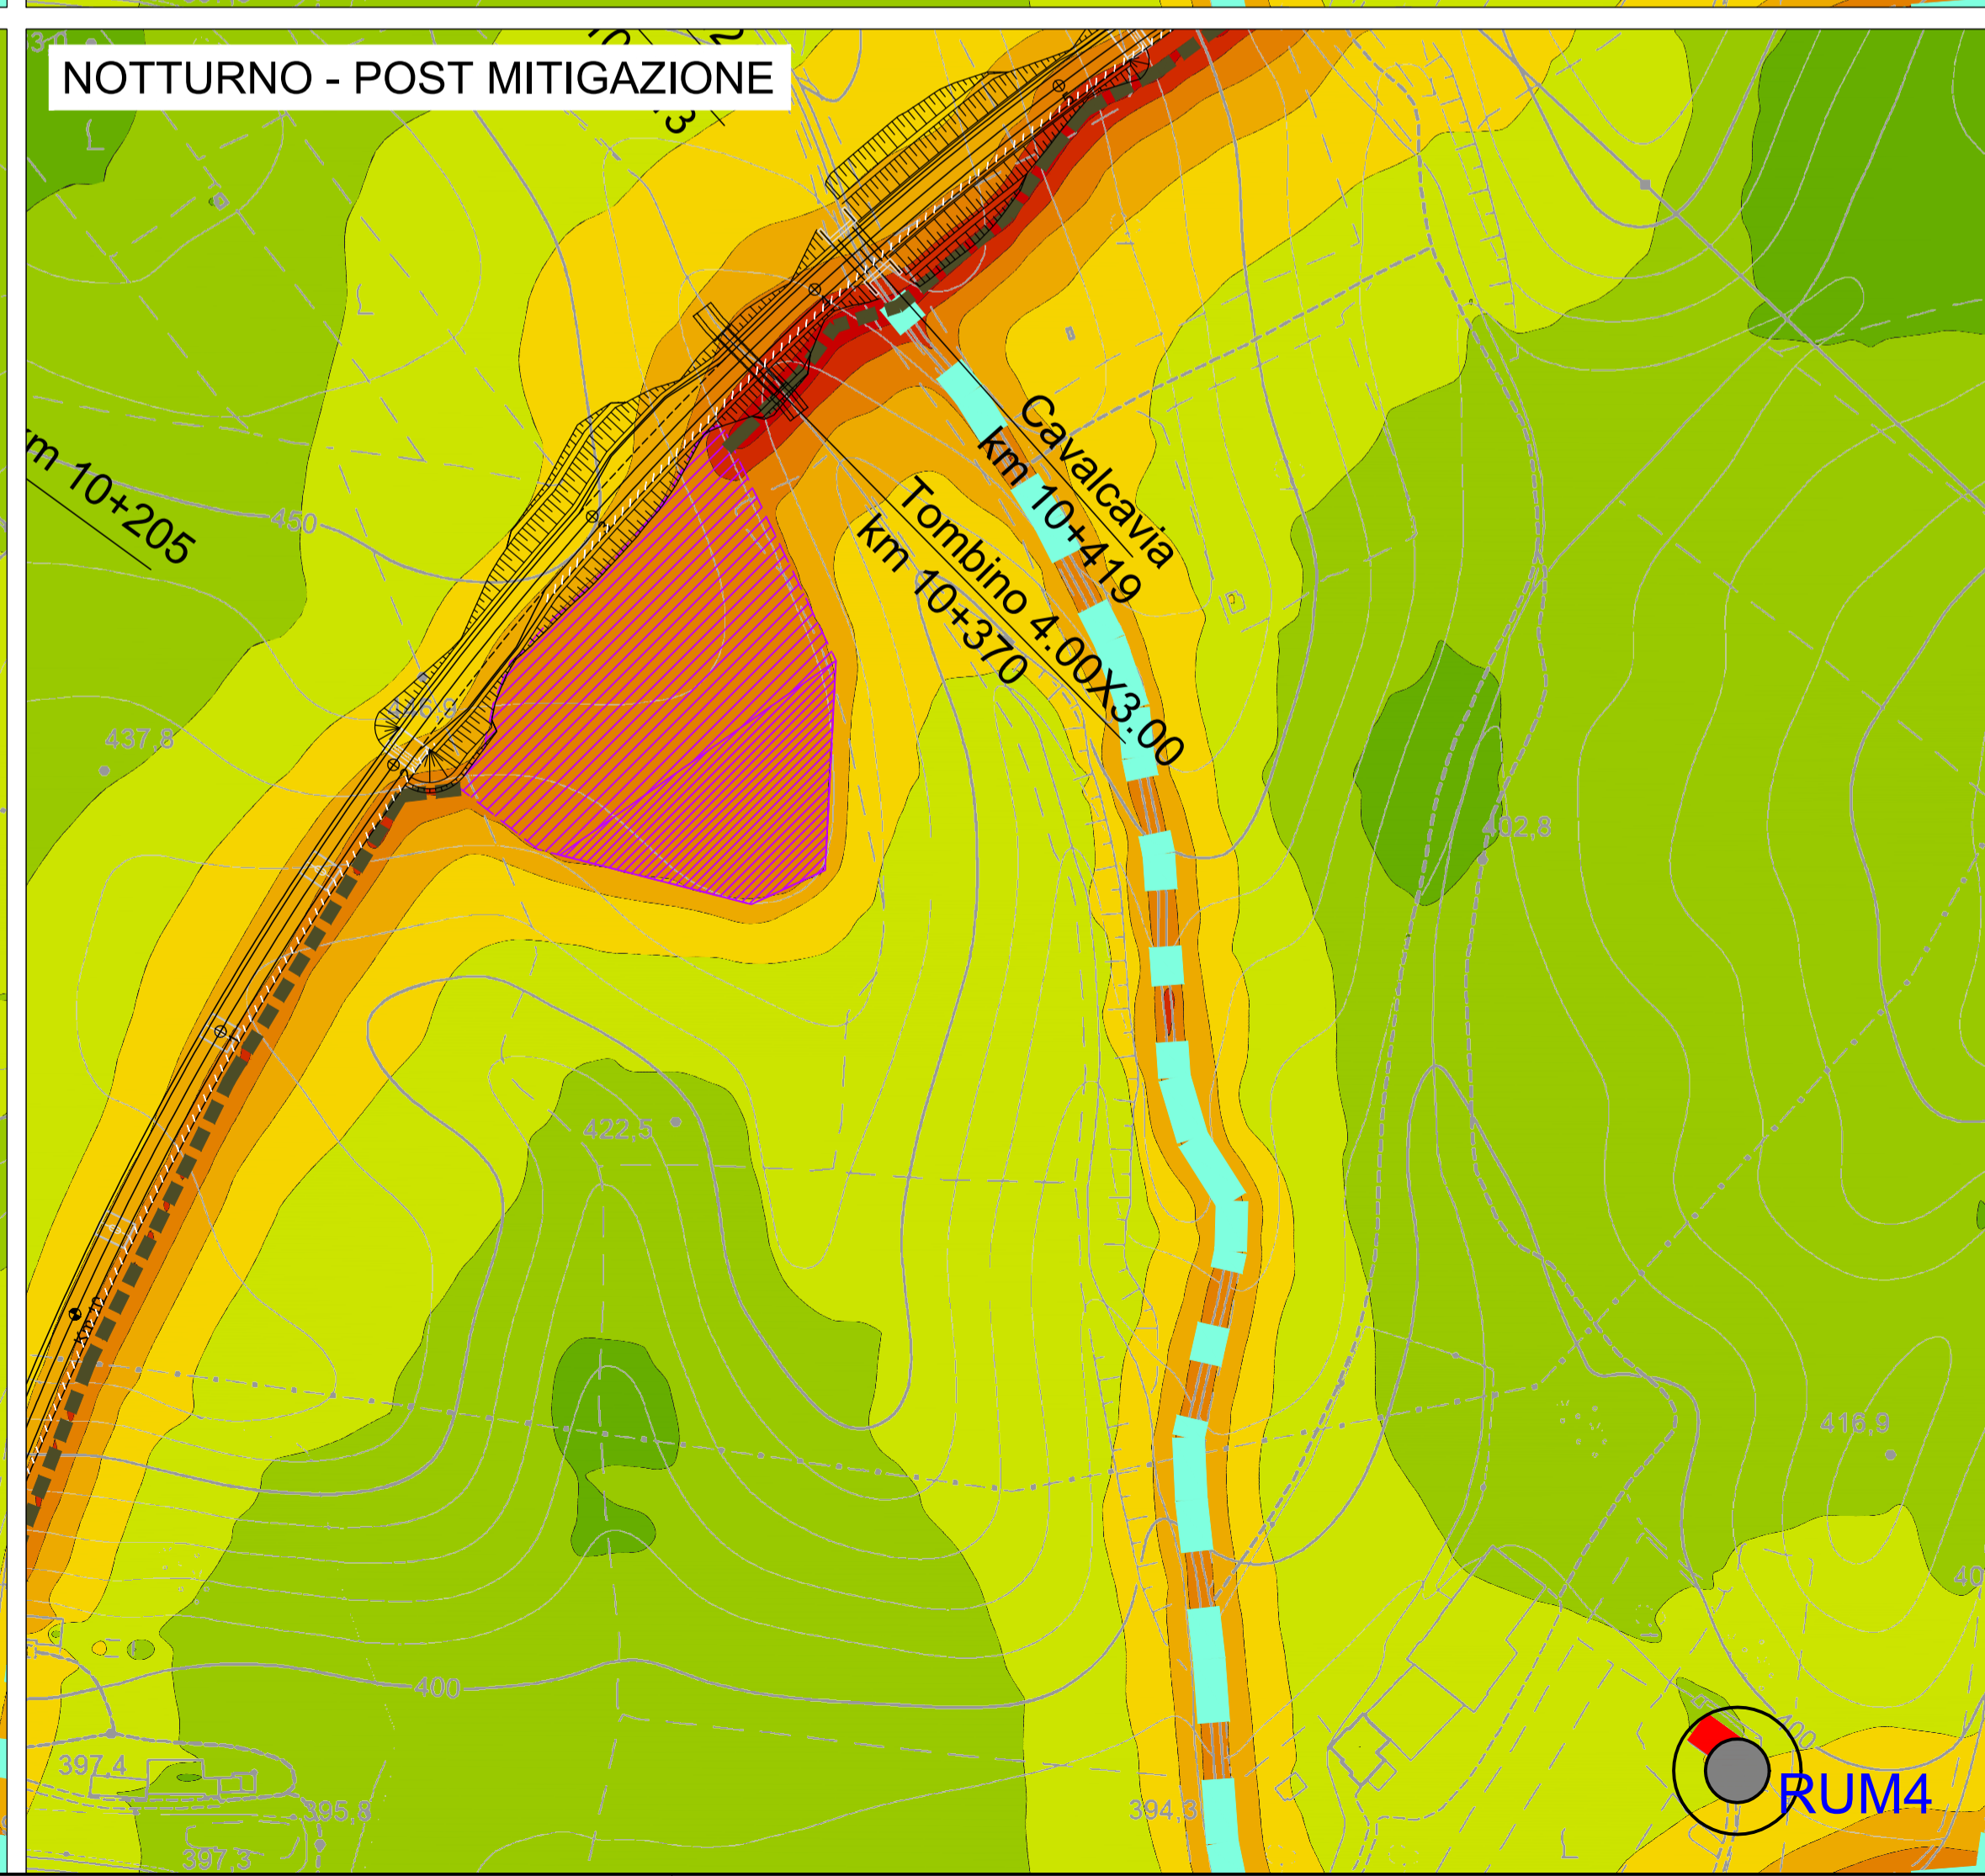 NOTTURNO - POST MITIGAZIONE
km 10+205
450
Cavalcavia
km 10+419
Tombino 4.00X3.00
km 10+370
437,8
402,8
422,5
416,9
400
400
397,4
395,8
397,3
394,3
RUM4